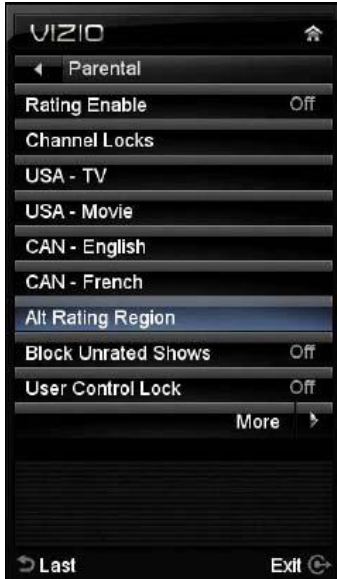 VIZIO
Parental
Rating Enable Off
Channel Locks
USA - TV
USA - Movie
CAN - English
CAN - French
Alt Rating Region
Block Unrated Shows Off
User Control Lock Off
More
Last Exit